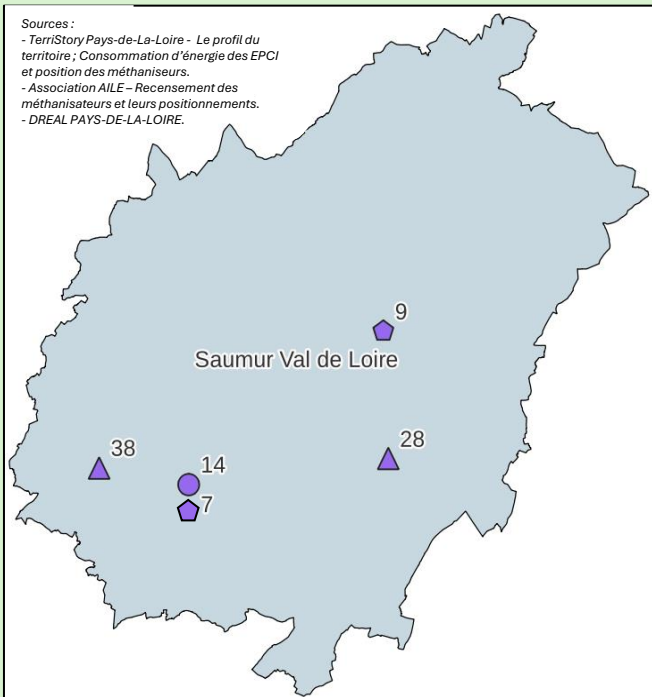 Sources :
- TerriStory Pays-de-La-Loire - Le profil du
territoire ; Consommation d'énergie des EPCI
et position des méthaniseurs.
- Association AILE – Recensement des
méthanisateurs et leurs positionnements.
- DREAL PAYS-DE-LA-LOIRE.
9
Saumur Val de Loire
38
28
14
7